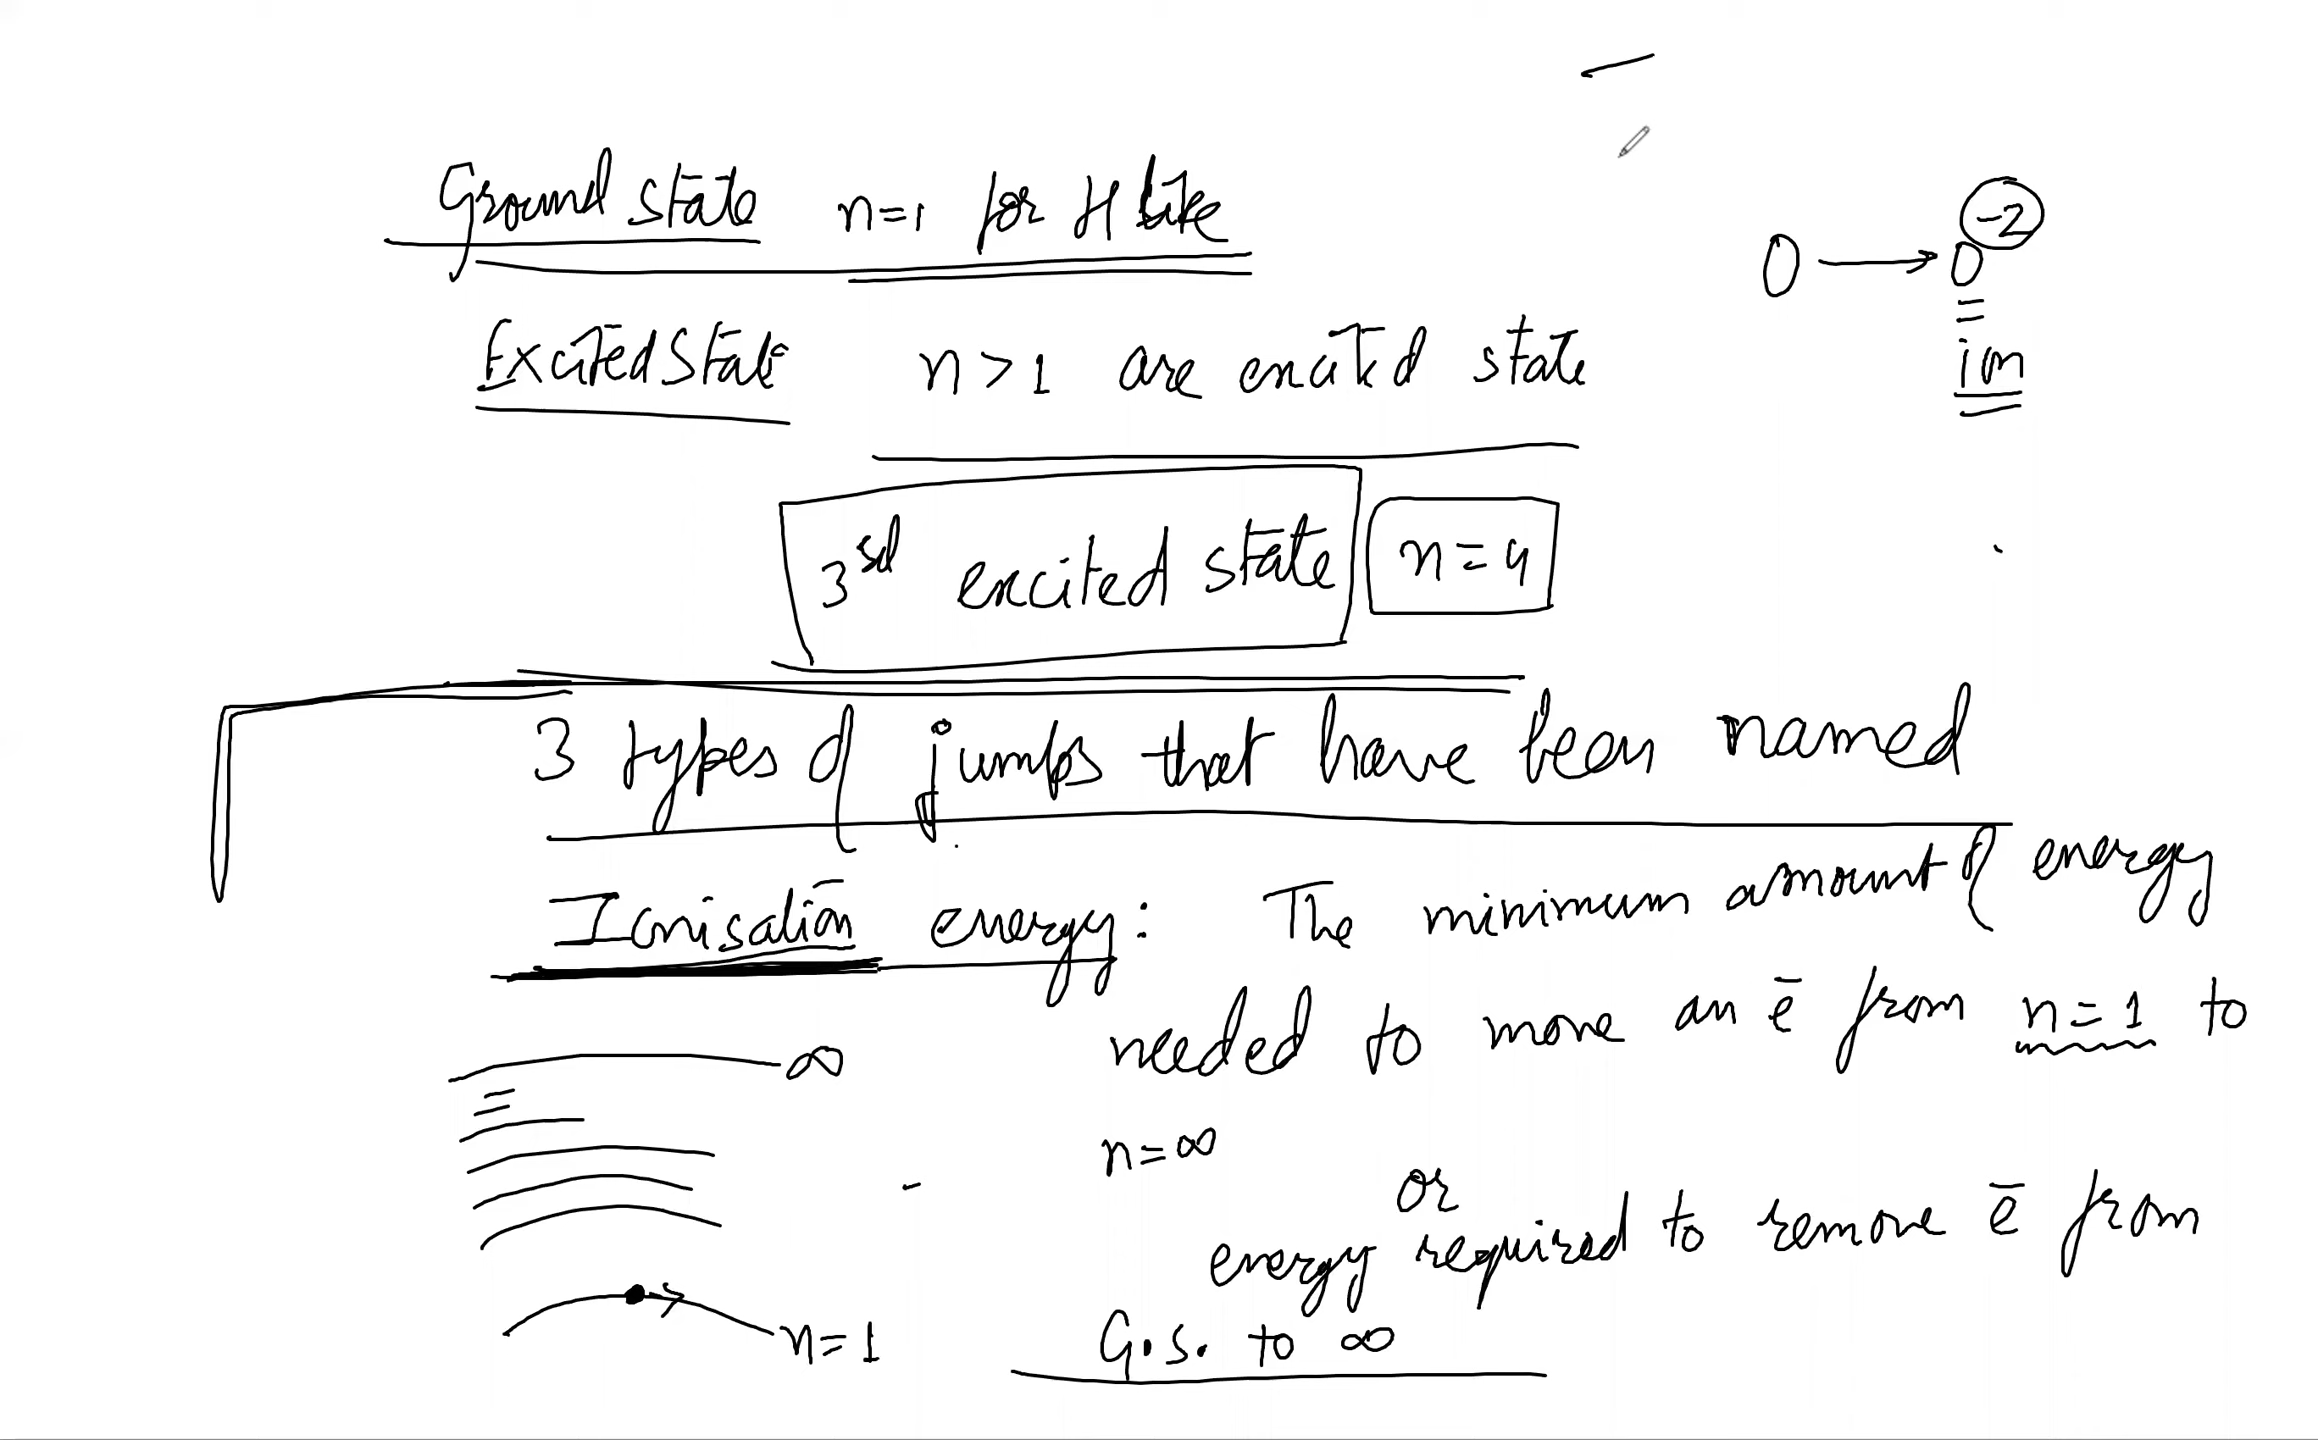 Ground state n=1 for H like
-2
O → O
ion
Excited State n>1 are excited state
3rd excited state n=4
3 types of jumps that have been named
Ionisation energy: The minimum amount of energy
needed to move an e̅ from n=1 to
∞
n=∞
or
energy required to remove e̅ from
n=1
G.S. to ∞